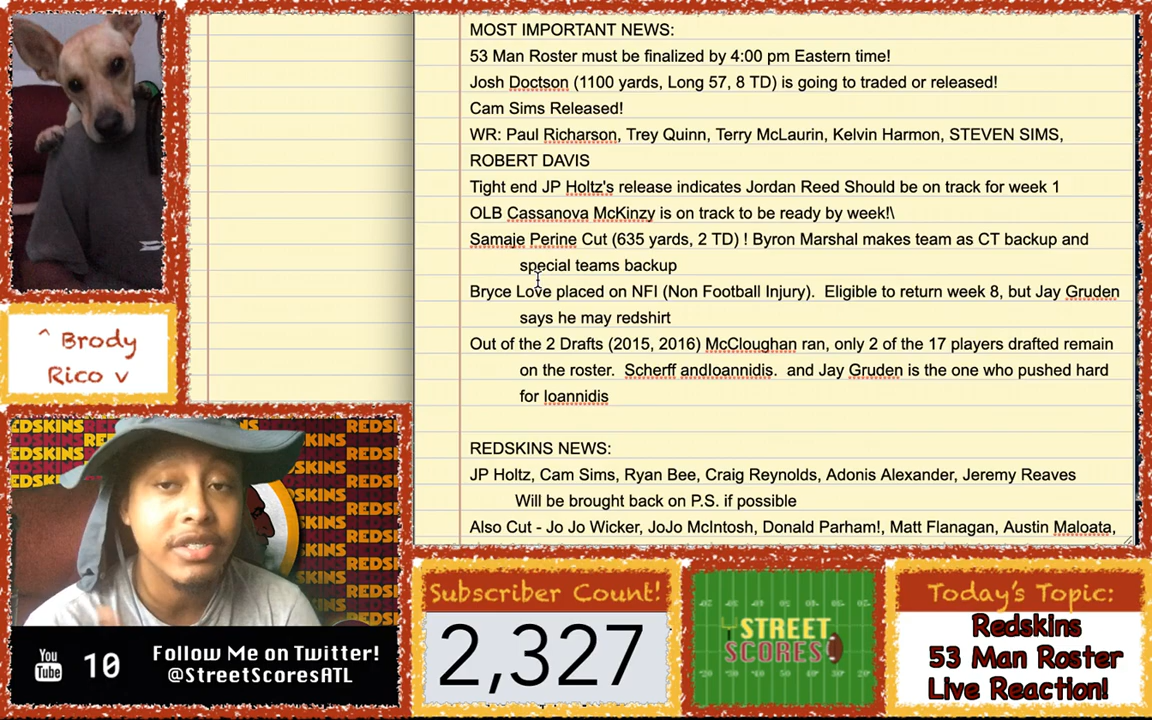 MOST IMPORTANT NEWS:
53 Man Roster must be finalized by 4:00 pm Eastern time!
Josh Doctson (1100 yards, Long 57, 8 TD) is going to traded or released!
Cam Sims Released!
WR: Paul Richarson, Trey Quinn, Terry McLaurin, Kelvin Harmon, STEVEN SIMS,
ROBERT DAVIS
Tight end JP Holtz's release indicates Jordan Reed Should be on track for week 1
OLB Cassanova McKinzy is on track to be ready by week!\
Samaje Perine Cut (635 yards, 2 TD) ! Byron Marshal makes team as CT backup and
special teams backup
Bryce Love placed on NFI (Non Football Injury). Eligible to return week 8, but Jay Gruden
says he may redshirt
Out of the 2 Drafts (2015, 2016) McCloughan ran, only 2 of the 17 players drafted remain
on the roster. Scherff andIoannidis. and Jay Gruden is the one who pushed hard
for Ioannidis
REDSKINS NEWS:
JP Holtz, Cam Sims, Ryan Bee, Craig Reynolds, Adonis Alexander, Jeremy Reaves
Will be brought back on P.S. if possible
Also Cut - Jo Jo Wicker, JoJo McIntosh, Donald Parham!, Matt Flanagan, Austin Maloata,
^ Brody
Rico v
You Tube 10
Follow Me on Twitter!
@StreetScoresATL
Subscriber Count!
2,327
STREET
SCORES
Today's Topic:
Redskins
53 Man Roster
Live Reaction!